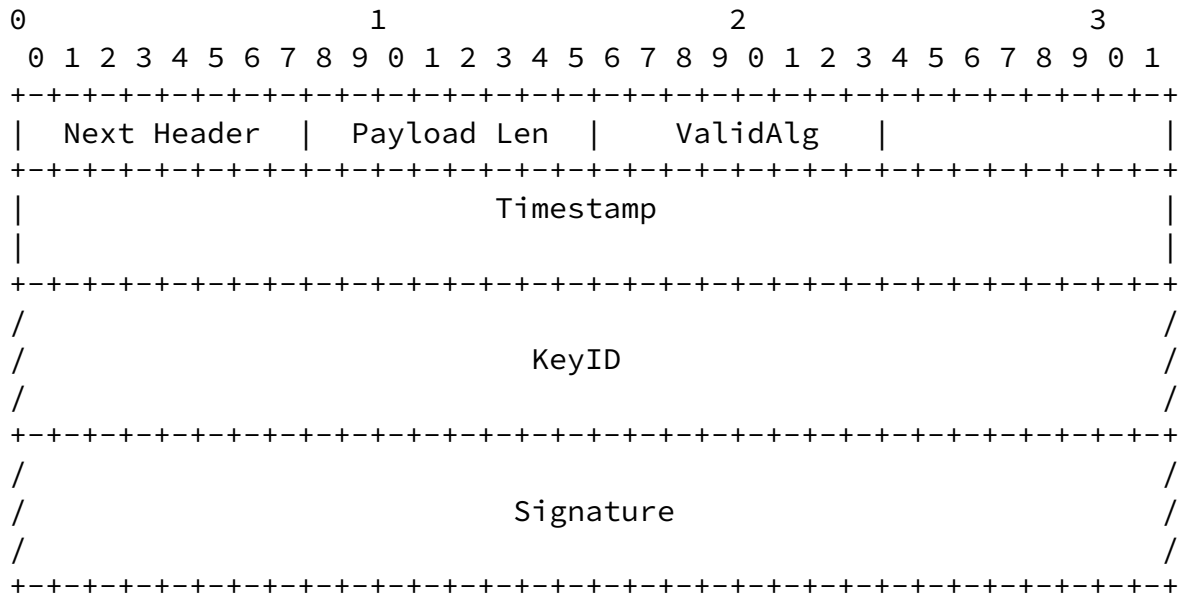 0                   1                   2                   3
 0 1 2 3 4 5 6 7 8 9 0 1 2 3 4 5 6 7 8 9 0 1 2 3 4 5 6 7 8 9 0 1
+-+-+-+-+-+-+-+-+-+-+-+-+-+-+-+-+-+-+-+-+-+-+-+-+-+-+-+-+-+-+-+-+
|  Next Header  |  Payload Len  |    ValidAlg   |               |
+-+-+-+-+-+-+-+-+-+-+-+-+-+-+-+-+-+-+-+-+-+-+-+-+-+-+-+-+-+-+-+-+
|                          Timestamp                            |
|                                                               |
+-+-+-+-+-+-+-+-+-+-+-+-+-+-+-+-+-+-+-+-+-+-+-+-+-+-+-+-+-+-+-+-+
/                                                               /
/                            KeyID                              /
/                                                               /
+-+-+-+-+-+-+-+-+-+-+-+-+-+-+-+-+-+-+-+-+-+-+-+-+-+-+-+-+-+-+-+-+
/                                                               /
/                           Signature                           /
/                                                               /
+-+-+-+-+-+-+-+-+-+-+-+-+-+-+-+-+-+-+-+-+-+-+-+-+-+-+-+-+-+-+-+-+